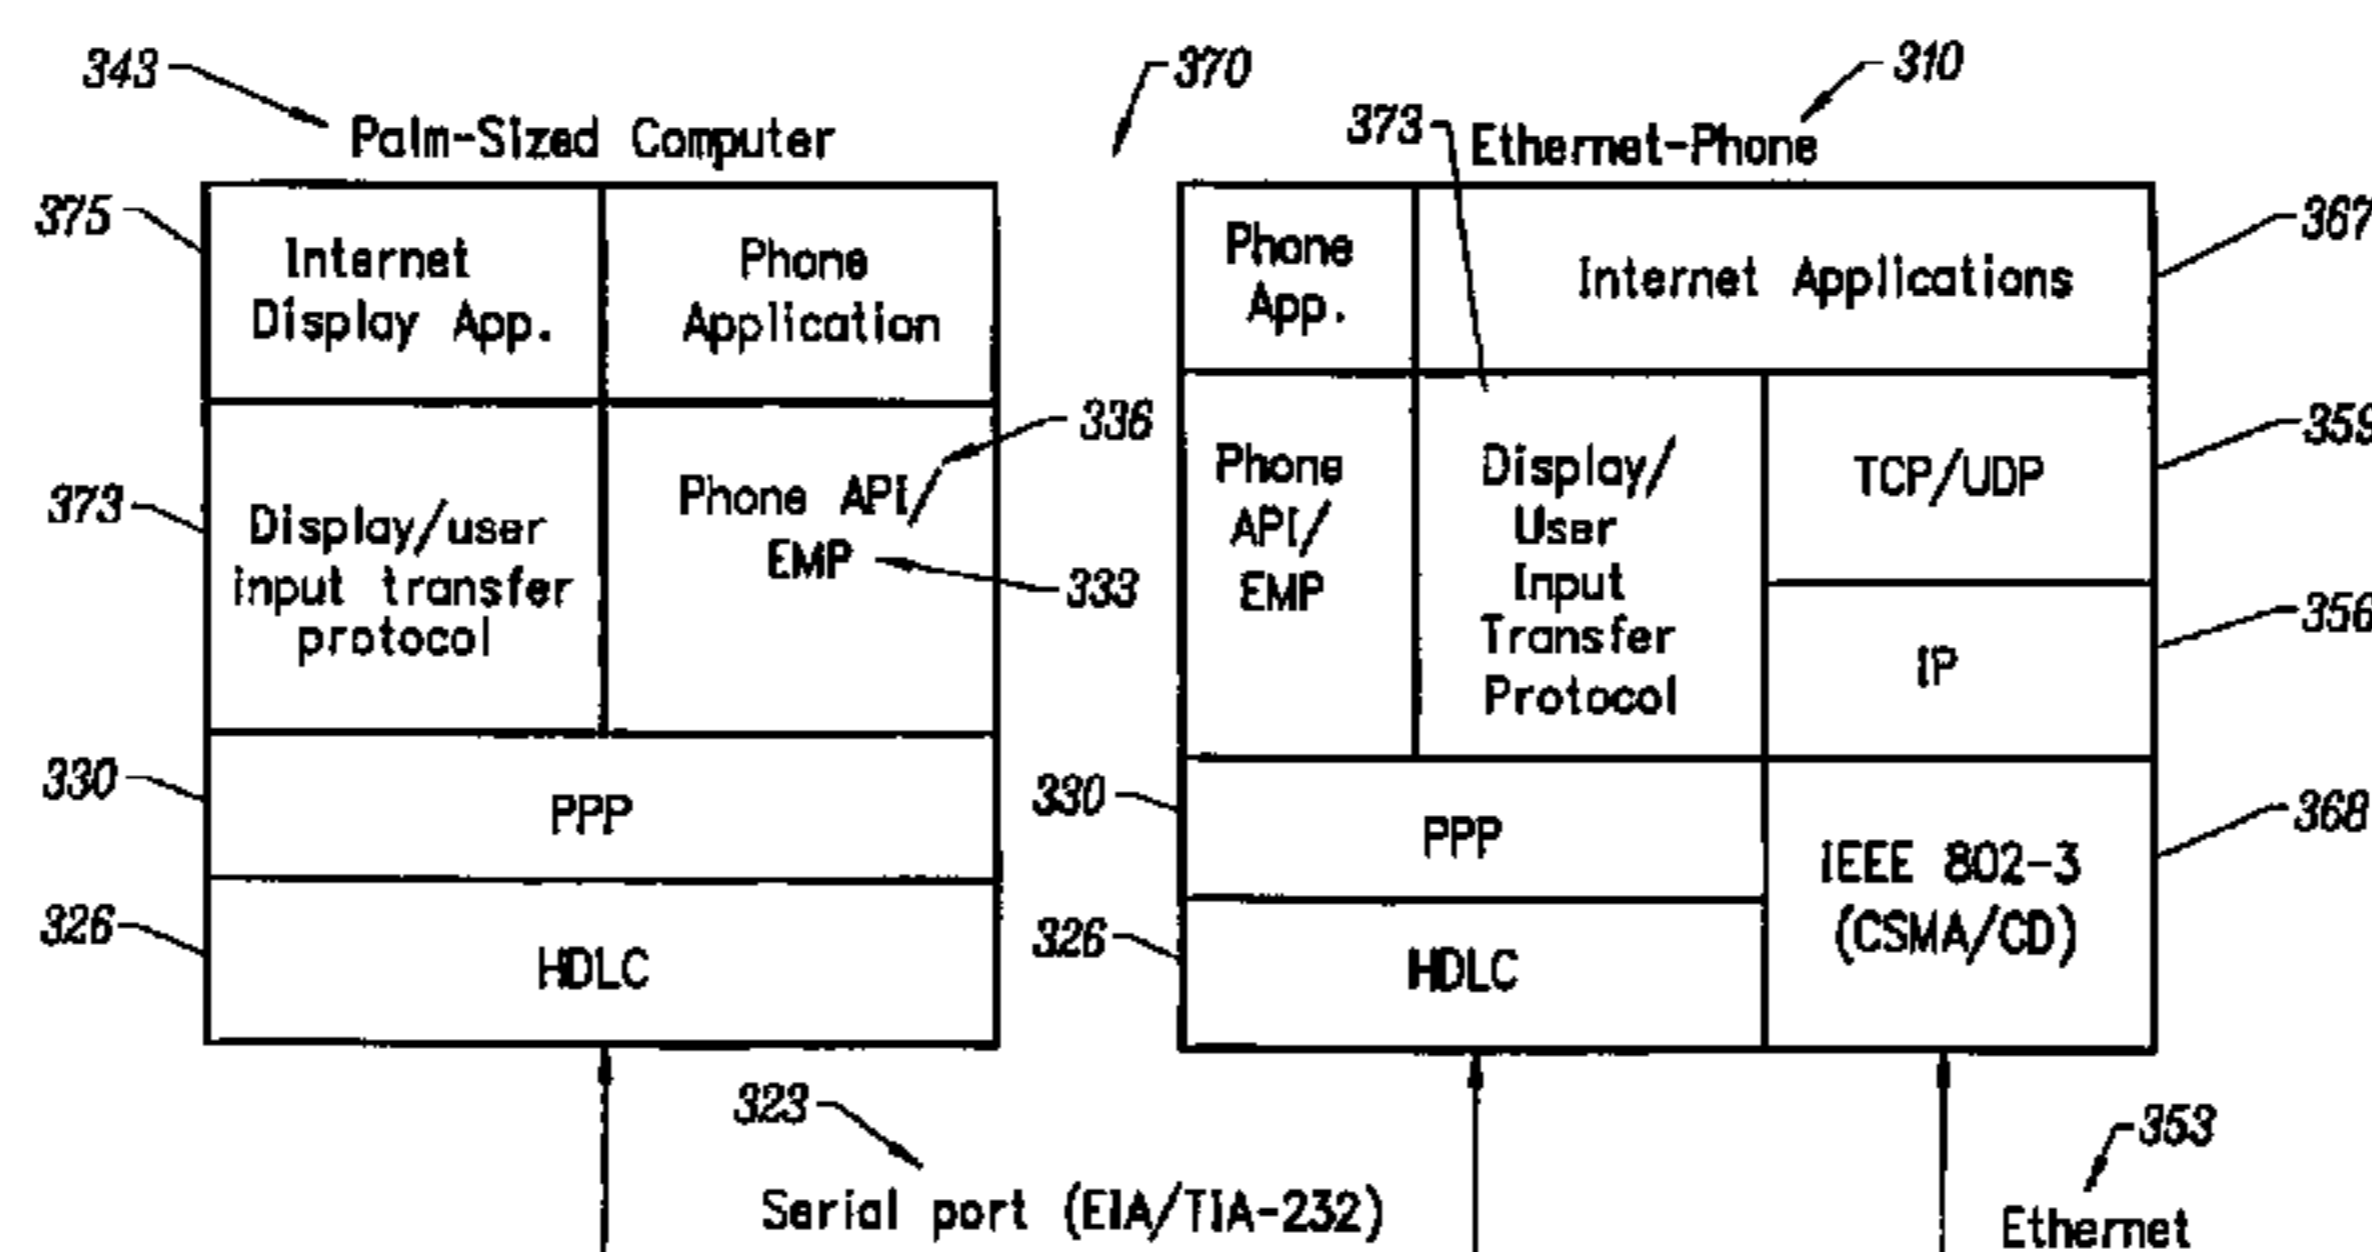 343
Palm-Sized Computer
370
373
310
Ethernet-Phone
375
Internet
Display App.
Phone
Application
Phone
App.
Internet Applications
367
373
Display/user
input transfer
protocol
Phone API/
EMP
336
333
Phone
API/
EMP
Display/
User
Input
Transfer
Protocol
TCP/UDP
359
IP
356
330
PPP
330
PPP
IEEE 802-3
(CSMA/CD)
368
326
HDLC
326
HDLC
323
Serial port (EIA/TIA-232)
353
Ethernet